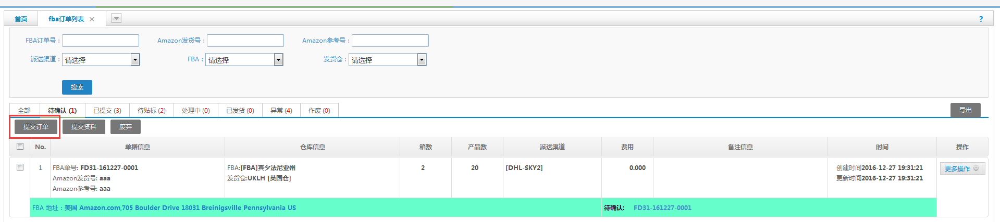 首页 fba订单列表 ×
?
FBA订单号： Amazon发货号： Amazon参考号：
派送渠道： 请选择 FBA： 请选择 发货仓： 请选择
搜索
全部 待确认 (1) 已提交 (3) 待贴标 (2) 处理中 (0) 已发货 (0) 异常 (4) 作废 (0) 导出
提交订单 提交资料 废弃
No. 单据信息 仓库信息 箱数 产品数 派送渠道 费用 备注信息 时间 操作
1 FBA单号: FD31-161227-0001 FBA:[FBA]宾夕法尼亚州 2 20 [DHL-SKY2] 0.000 创建时间2016-12-27 19:31:21 更多操作
Amazon发货号: aaa 发货仓:UKLH [英国仓] 更新时间2016-12-27 19:31:21
Amazon参考号: aaa
FBA 地址：美国 Amazon.com,705 Boulder Drive 18031 Breinigsville Pennsylvania US 待确认: FD31-161227-0001